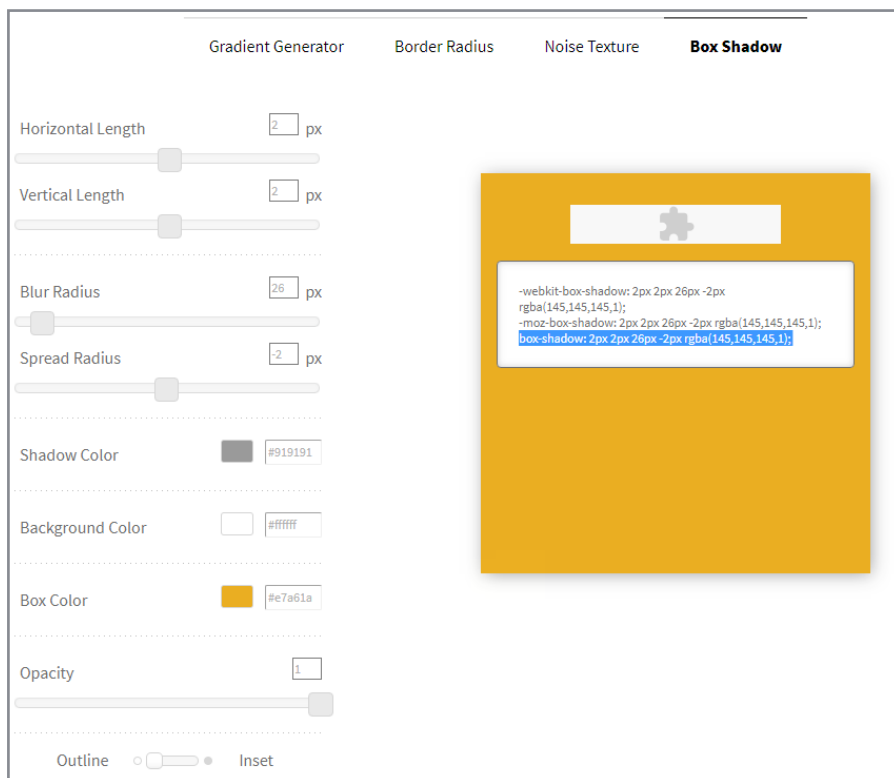 Gradient Generator Border Radius Noise Texture Box Shadow
Horizontal Length 2 px
Vertical Length 2 px
Blur Radius 26 px
Spread Radius -2 px
Shadow Color #919191
Background Color #ffffff
Box Color #e7a61a
Opacity 1
Outline Inset
-webkit-box-shadow: 2px 2px 26px -2px
rgba(145,145,145,1);
-moz-box-shadow: 2px 2px 26px -2px rgba(145,145,145,1);
box-shadow: 2px 2px 26px -2px rgba(145,145,145,1);